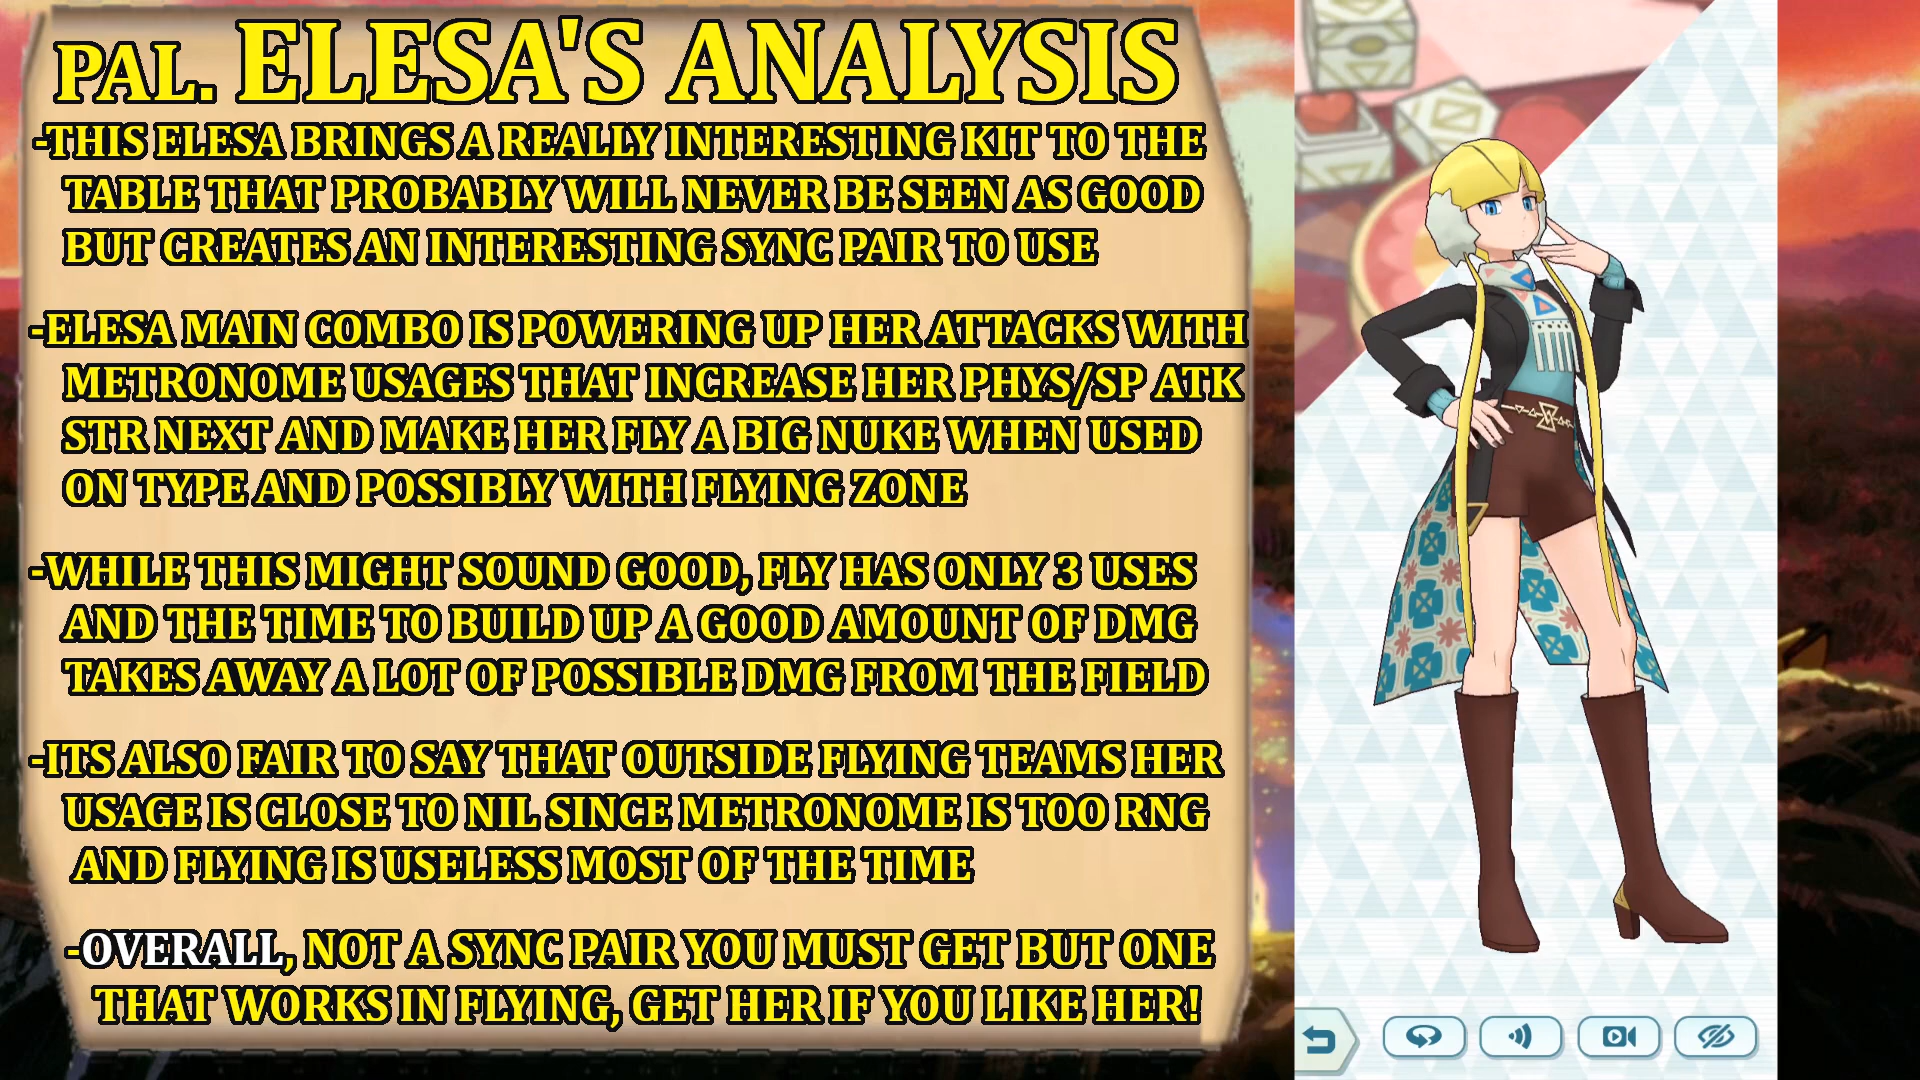 PAL. ELESA'S ANALYSIS
-THIS ELESA BRINGS A REALLY INTERESTING KIT TO THE
TABLE THAT PROBABLY WILL NEVER BE SEEN AS GOOD
BUT CREATES AN INTERESTING SYNC PAIR TO USE
-ELESA MAIN COMBO IS POWERING UP HER ATTACKS WITH
METRONOME USAGES THAT INCREASE HER PHYS/SP ATK
STR NEXT AND MAKE HER FLY A BIG NUKE WHEN USED
ON TYPE AND POSSIBLY WITH FLYING ZONE
-WHILE THIS MIGHT SOUND GOOD, FLY HAS ONLY 3 USES
AND THE TIME TO BUILD UP A GOOD AMOUNT OF DMG
TAKES AWAY A LOT OF POSSIBLE DMG FROM THE FIELD
-ITS ALSO FAIR TO SAY THAT OUTSIDE FLYING TEAMS HER
USAGE IS CLOSE TO NIL SINCE METRONOME IS TOO RNG
AND FLYING IS USELESS MOST OF THE TIME
-OVERALL, NOT A SYNC PAIR YOU MUST GET BUT ONE
THAT WORKS IN FLYING, GET HER IF YOU LIKE HER!